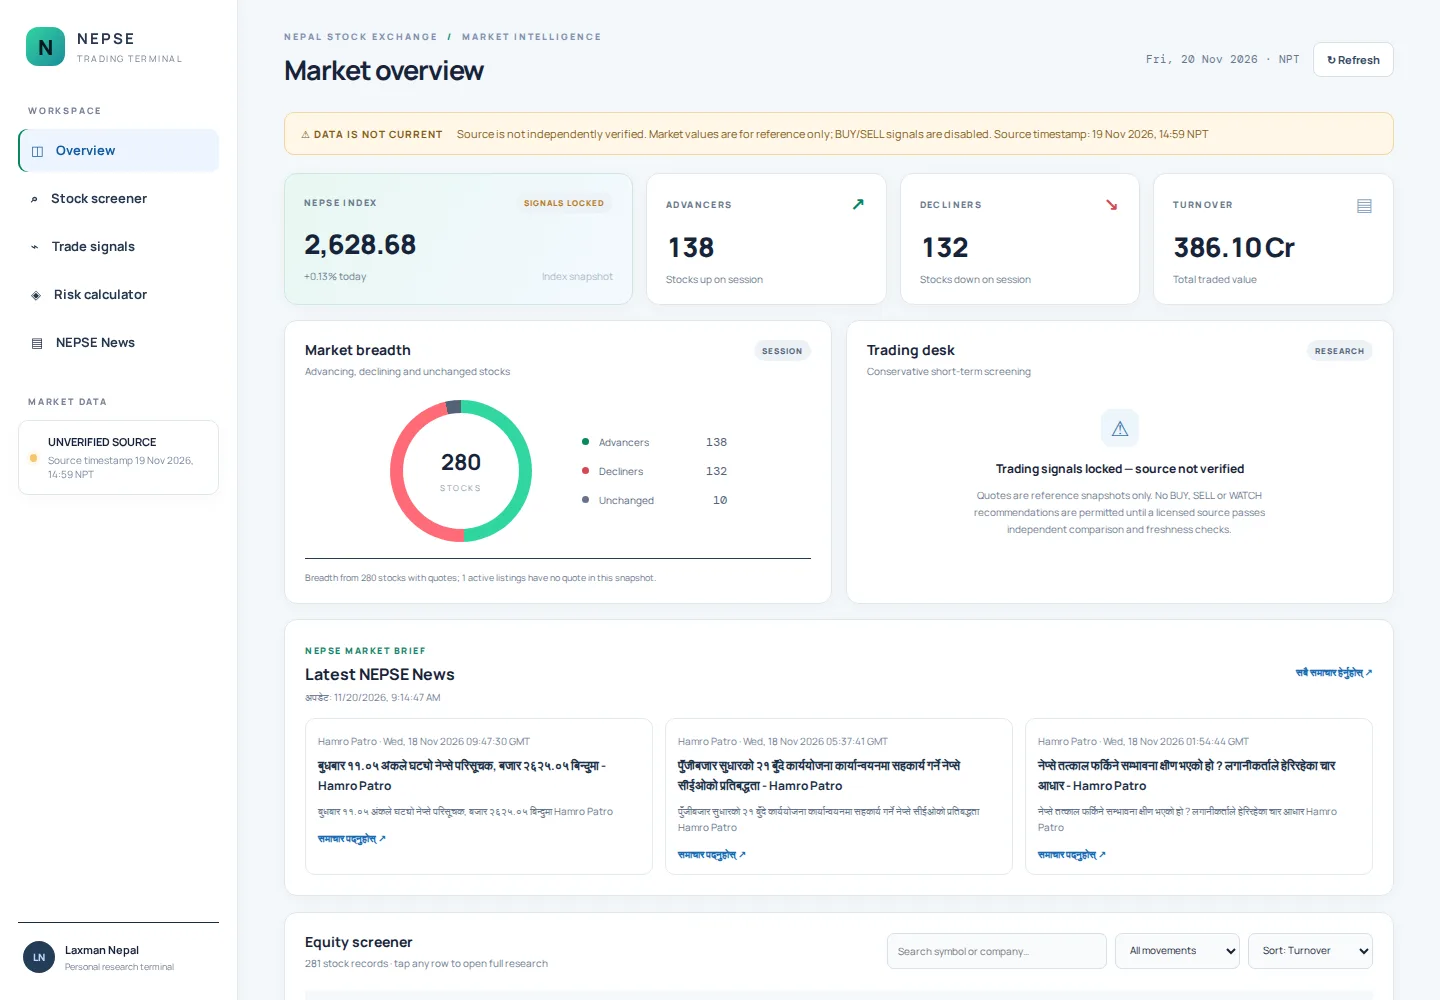 N
NEPSE
TRADING TERMINAL
WORKSPACE
Overview
Stock screener
Trade signals
Risk calculator
NEPSE News
MARKET DATA
UNVERIFIED SOURCE
Source timestamp 19 Nov 2026,
14:59 NPT
LN
Laxman Nepal
Personal research terminal
NEPAL STOCK EXCHANGE / MARKET INTELLIGENCE
Market overview
Fri, 20 Nov 2026 · NPT
↻ Refresh
⚠ DATA IS NOT CURRENT Source is not independently verified. Market values are for reference only; BUY/SELL signals are disabled. Source timestamp: 19 Nov 2026, 14:59 NPT
NEPSE INDEX SIGNALS LOCKED
2,628.68
+0.13% today Index snapshot
ADVANCERS ↗
138
Stocks up on session
DECLINERS ↘
132
Stocks down on session
TURNOVER
386.10 Cr
Total traded value
Market breadth SESSION
Advancing, declining and unchanged stocks
280
STOCKS
Advancers 138
Decliners 132
Unchanged 10
Breadth from 280 stocks with quotes; 1 active listings have no quote in this snapshot.
Trading desk RESEARCH
Conservative short-term screening
⚠
Trading signals locked — source not verified
Quotes are reference snapshots only. No BUY, SELL or WATCH
recommendations are permitted until a licensed source passes
independent comparison and freshness checks.
NEPSE MARKET BRIEF
Latest NEPSE News
सबै समाचार हेर्नुहोस् ↗
अपडेट: 11/20/2026, 9:14:47 AM
Hamro Patro · Wed, 18 Nov 2026 09:47:30 GMT
बुधबार ११.०५ अंकले घट्यो नेप्से परिसूचक, बजार २६२५.०५ बिन्दुमा -
Hamro Patro
बुधबार ११.०५ अंकले घट्यो नेप्से परिसूचक, बजार २६२५.०५ बिन्दुमा Hamro Patro
समाचार पढ्नुहोस् ↗
Hamro Patro · Wed, 18 Nov 2026 05:37:41 GMT
पुँजीबजार सुधारको २१ बुँदे कार्ययोजना कार्यान्वयनमा सहकार्य गर्ने नेप्से
सीईओको प्रतिबद्धता - Hamro Patro
पुँजीबजार सुधारको २१ बुँदे कार्ययोजना कार्यान्वयनमा सहकार्य गर्ने नेप्से सीईओको प्रतिबद्धता
Hamro Patro
समाचार पढ्नुहोस् ↗
Hamro Patro · Wed, 18 Nov 2026 01:54:44 GMT
नेप्से तत्काल फर्किने सम्भावना क्षीण भएको हो ? लगानीकर्ताले हेरिरहेका चार
आधार - Hamro Patro
नेप्से तत्काल फर्किने सम्भावना क्षीण भएको हो ? लगानीकर्ताले हेरिरहेका चार आधार Hamro
Patro
समाचार पढ्नुहोस् ↗
Equity screener
281 stock records · tap any row to open full research
Search symbol or company...
All movements
Sort: Turnover